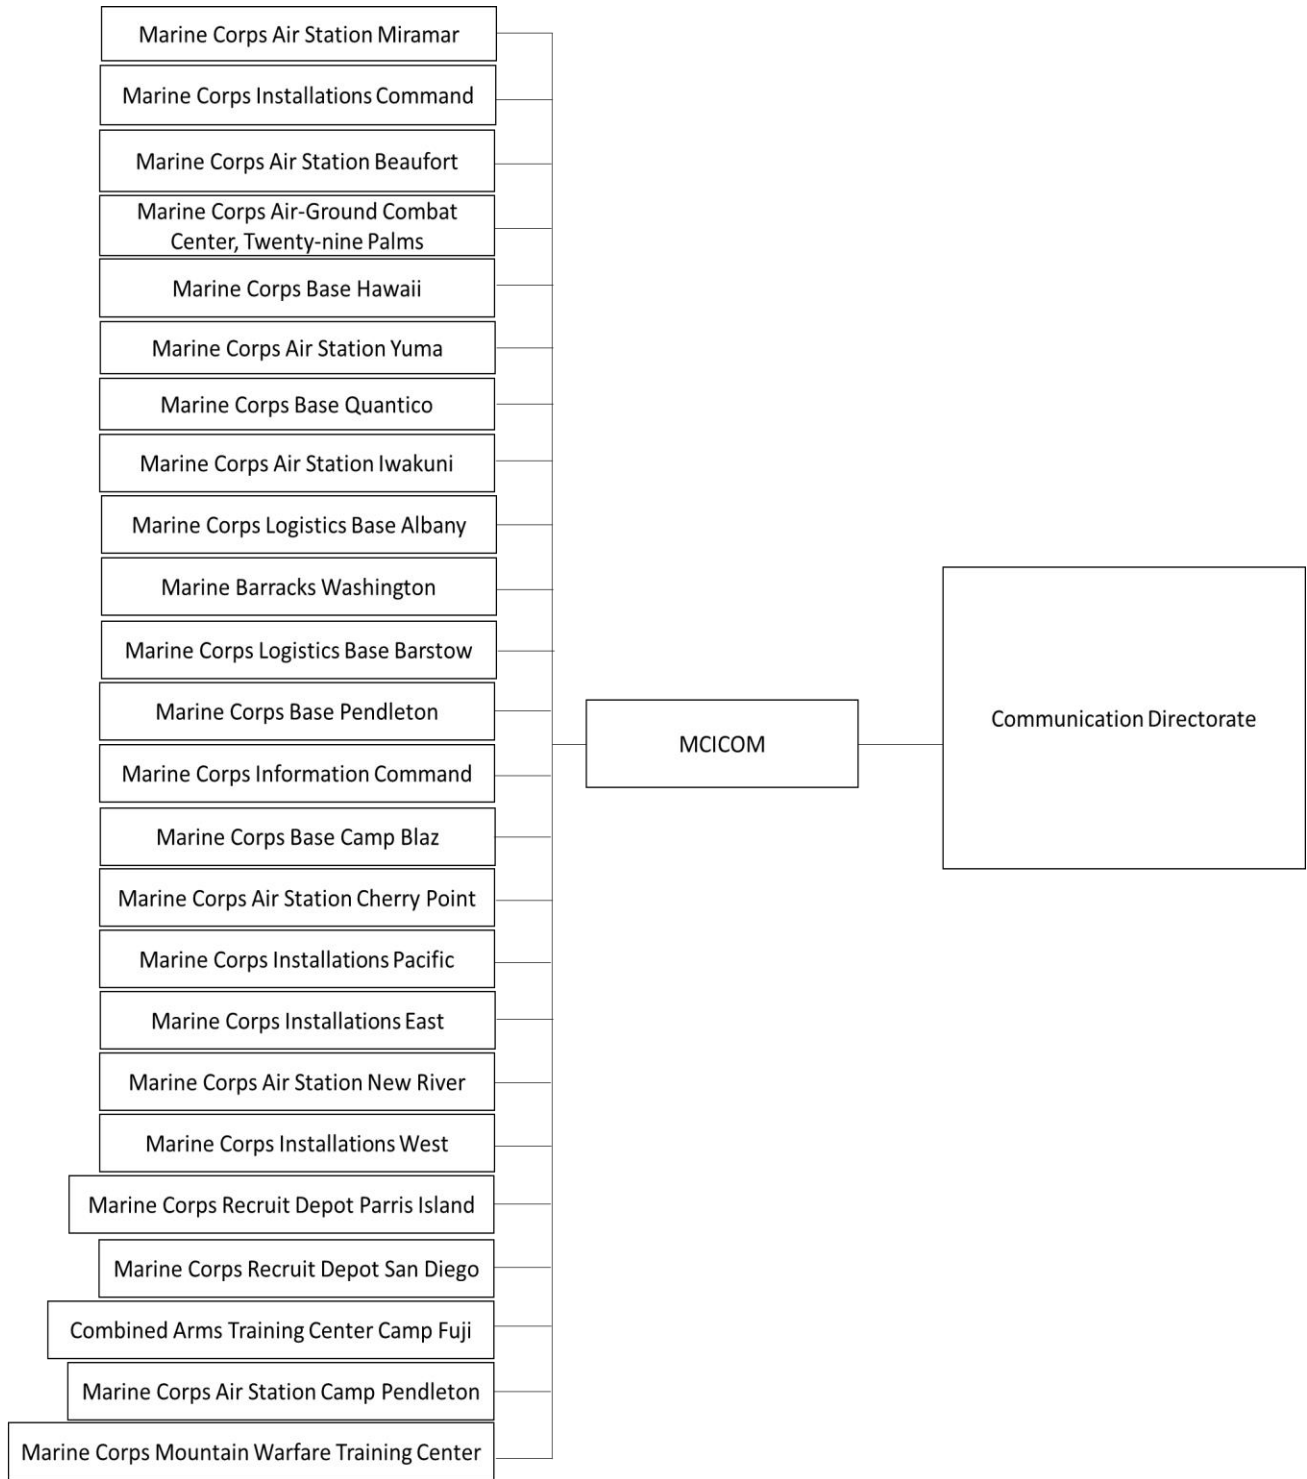 Marine Corps Air Station Miramar
Marine Corps Installations Command
Marine Corps Air Station Beaufort
Marine Corps Air-Ground Combat
Center, Twenty-nine Palms
Marine Corps Base Hawaii
Marine Corps Air Station Yuma
Marine Corps Base Quantico
Marine Corps Air Station Iwakuni
Marine Corps Logistics Base Albany
Marine Barracks Washington
Marine Corps Logistics Base Barstow
Marine Corps Base Pendleton
Marine Corps Information Command
Marine Corps Base Camp Blaz
Marine Corps Air Station Cherry Point
Marine Corps Installations Pacific
Marine Corps Installations East
Marine Corps Air Station New River
Marine Corps Installations West
Marine Corps Recruit Depot Parris Island
Marine Corps Recruit Depot San Diego
Combined Arms Training Center Camp Fuji
Marine Corps Air Station Camp Pendleton
Marine Corps Mountain Warfare Training Center
MCICOM
Communication Directorate